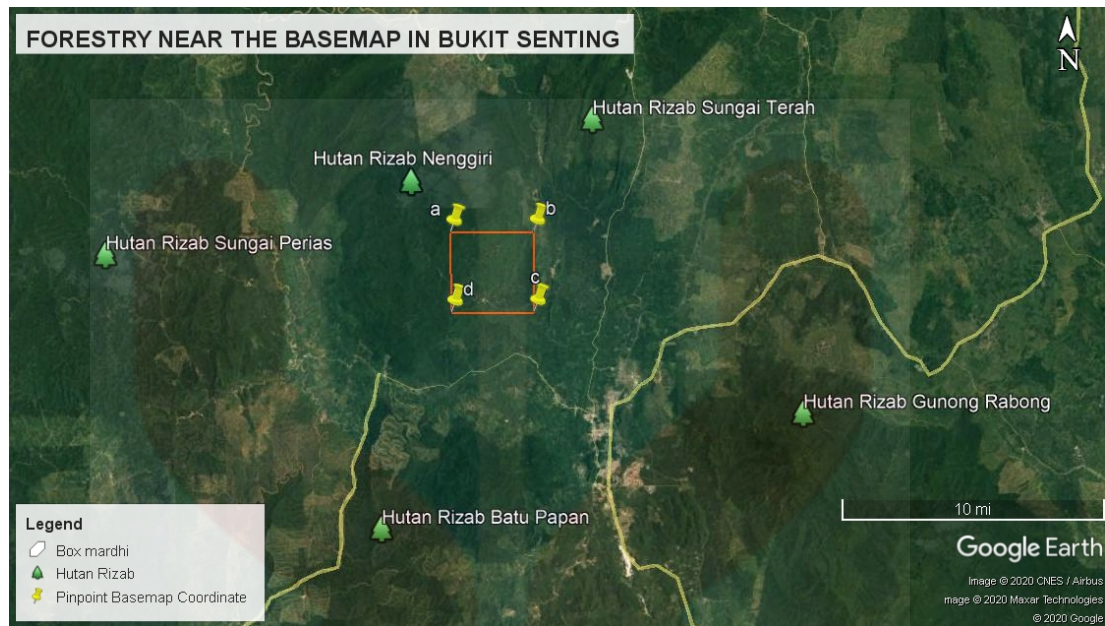 FORESTRY NEAR THE BASEMAP IN BUKIT SENTING
N
Hutan Rizab Sungai Terah
Hutan Rizab Nenggiri
a
b
Hutan Rizab Sungai Perias
c
d
Hutan Rizab Gunong Rabong
Hutan Rizab Batu Papan
10 mi
Legend
Box mardhi
Hutan Rizab
Pinpoint Basemap Coordinate
Google Earth
Image © 2020 CNES / Airbus
mage © 2020 Maxar Technologies
© 2020 Google